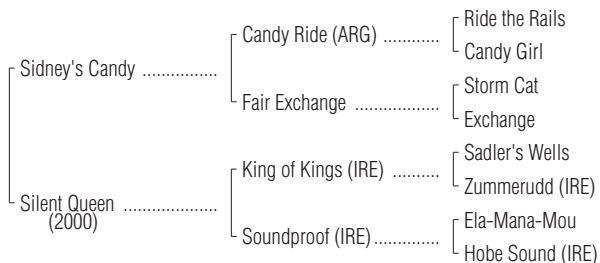 Ride the Rails
Candy Ride (ARG) ............
Candy Girl
Sidney's Candy ................
Storm Cat
Fair Exchange ..................
Exchange
Sadler's Wells
King of Kings (IRE) ..........
Zummerudd (IRE)
Silent Queen ....................
(2000)
Ela-Mana-Mou
Soundproof (IRE)..............
Hobe Sound (IRE)